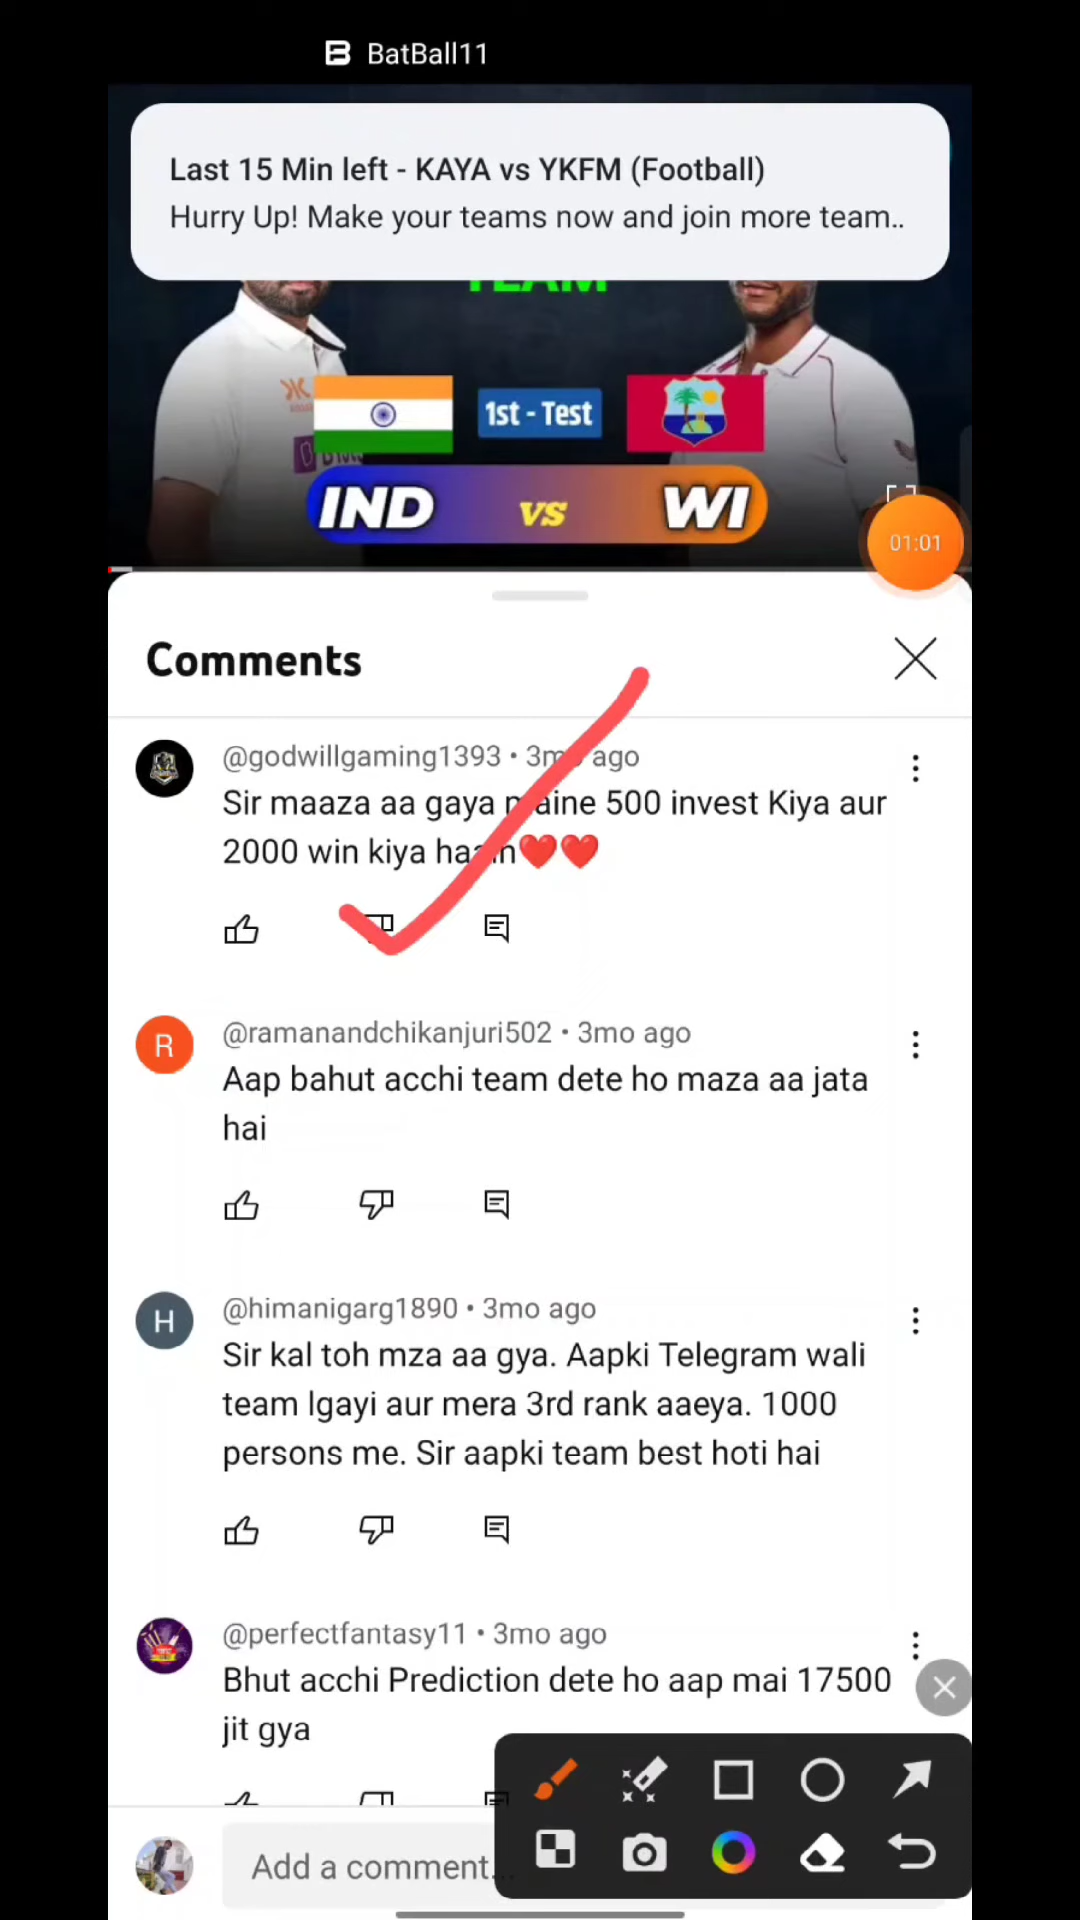 BatBall11
Last 15 Min left - KAYA vs YKFM (Football)
Hurry Up! Make your teams now and join more team..
TEAM
1st - Test
IND vs WI
01:01
Comments
@godwillgaming1393 • 3mo ago
Sir maaza aa gaya maine 500 invest Kiya aur
2000 win kiya haain❤️❤️
R
@ramanandchikanjuri502 • 3mo ago
Aap bahut acchi team dete ho maza aa jata
hai
H
@himanigarg1890 • 3mo ago
Sir kal toh mza aa gya. Aapki Telegram wali
team lgayi aur mera 3rd rank aaeya. 1000
persons me. Sir aapki team best hoti hai
@perfectfantasy11 • 3mo ago
Bhut acchi Prediction dete ho aap mai 17500
jit gya
Add a comment...